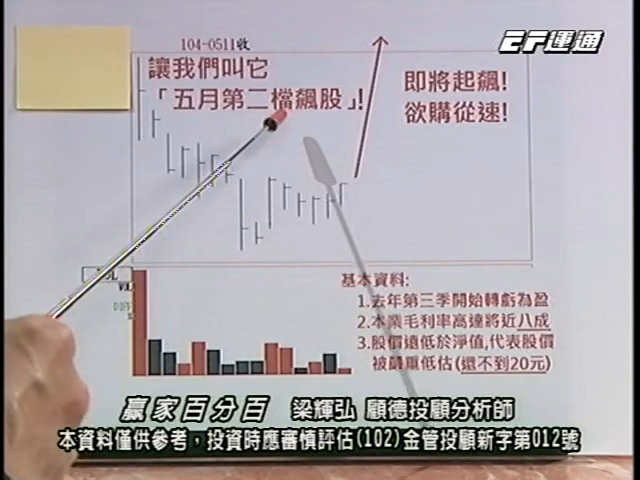 EF運通
104-0511收
讓我們叫它
「五月第二檔飆股」!
即將起飆!
欲購從速!
基本資料:
1.去年第三季開始轉虧為盈
2.本業毛利率高達將近八成
3.股價遠低於淨值,代表股價
被嚴重低估(還不到20元)
贏家百分百 梁輝弘 顧德投顧分析師
本資料僅供參考，投資時應審慎評估(102)金管投顧新字第012號